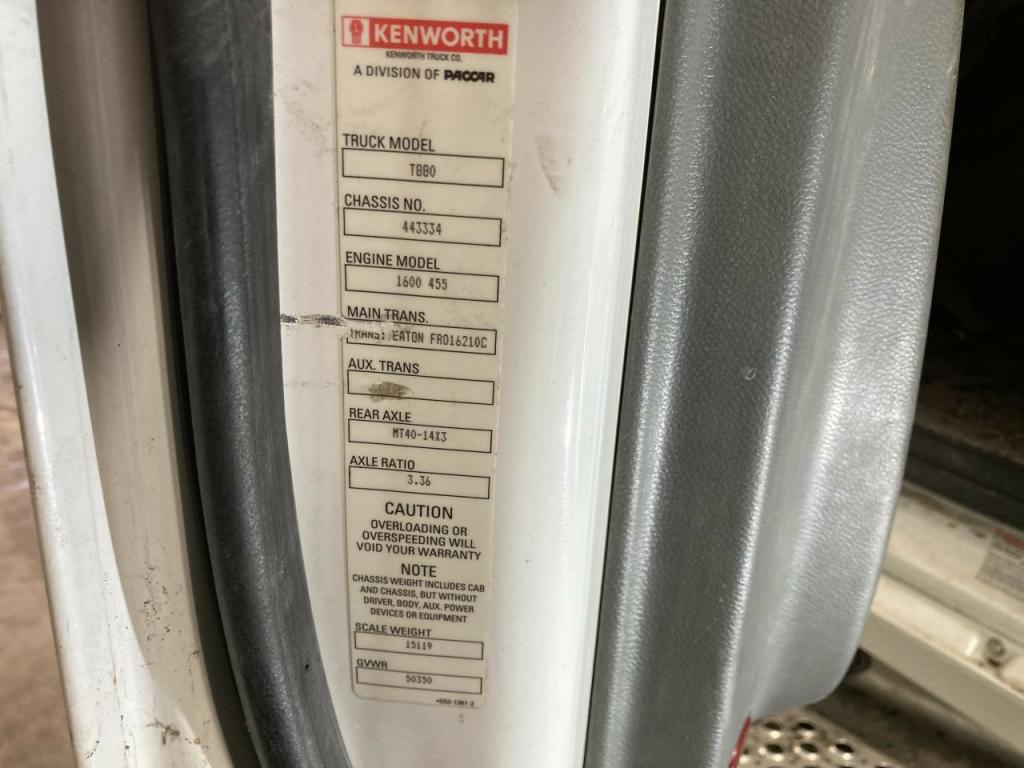 KENWORTH
KENWORTH TRUCK CO.
A DIVISION OF PACCAR
TRUCK MODEL
T880
CHASSIS NO.
443334
ENGINE MODEL
1600 455
MAIN TRANS.
TRANS: EATON FRO16210C
AUX. TRANS
REAR AXLE
MT40-14X3
AXLE RATIO
3.36
CAUTION
OVERLOADING OR
OVERSPEEDING WILL
VOID YOUR WARRANTY
NOTE
CHASSIS WEIGHT INCLUDES CAB
AND CHASSIS, BUT WITHOUT
DRIVER, BODY, AUX. POWER
DEVICES OR EQUIPMENT
SCALE WEIGHT
15119
GVWR
50350